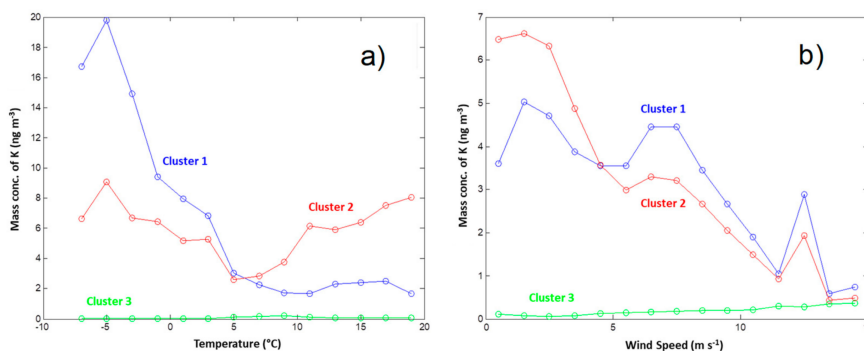 a)
20
18
16
14
12
10
8
6
4
2
0
Mass conc. of K (ng m-3)
Cluster 1
Cluster 2
Cluster 3
-10
-5
0
5
10
15
20
Temperature (°C)
b)
7
6
5
4
3
2
1
0
Mass conc. of K (ng m-3)
Cluster 1
Cluster 2
Cluster 3
0
5
10
Wind Speed (m s-1)